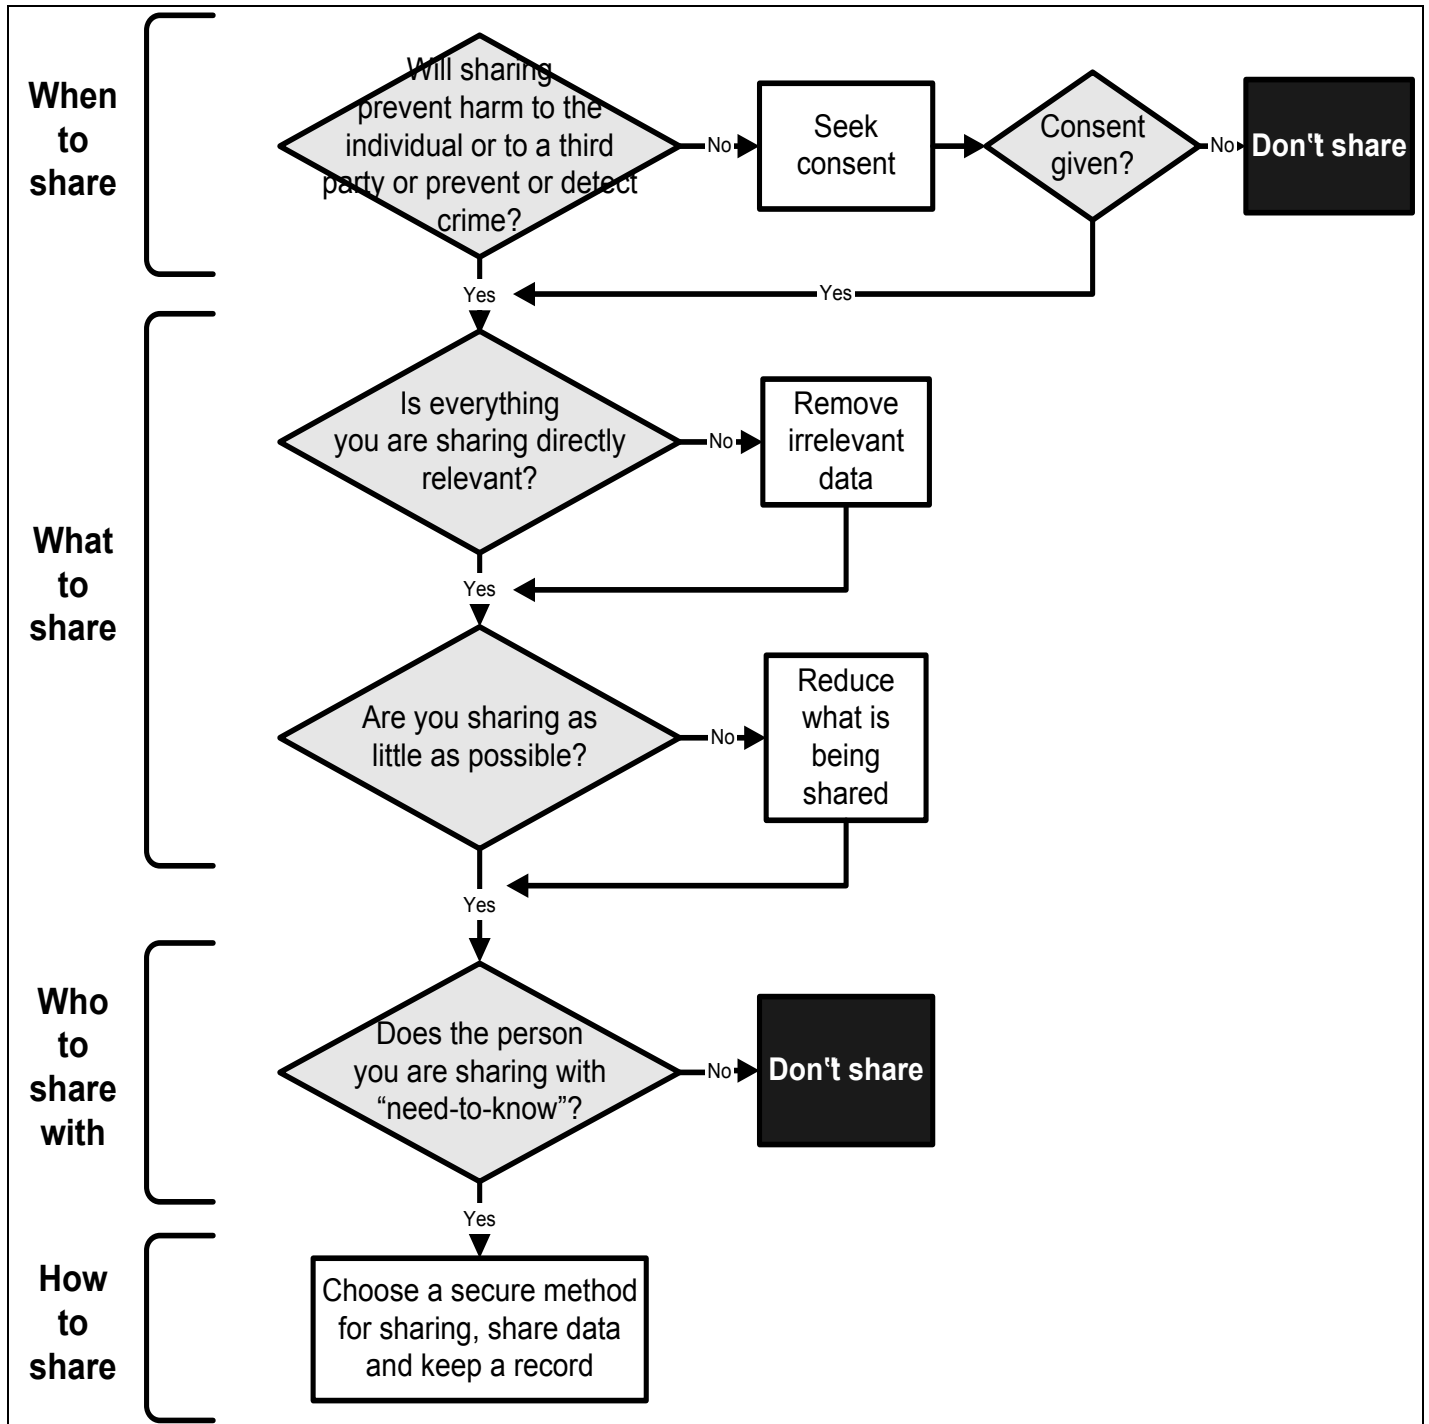 When
to
share
Will sharing
prevent harm to the
individual or to a third
party or prevent or detect
crime?
No
Seek
consent
Consent
given?
No
Don‟t share
Yes
Yes
What
to
share
Is everything
you are sharing directly
relevant?
No
Remove
irrelevant
data
Yes
Are you sharing as
little as possible?
No
Reduce
what is
being
shared
Yes
Who
to
share
with
Does the person
you are sharing with
“need-to-know”?
No
Don‟t share
Yes
How
to
share
Choose a secure method
for sharing, share data
and keep a record